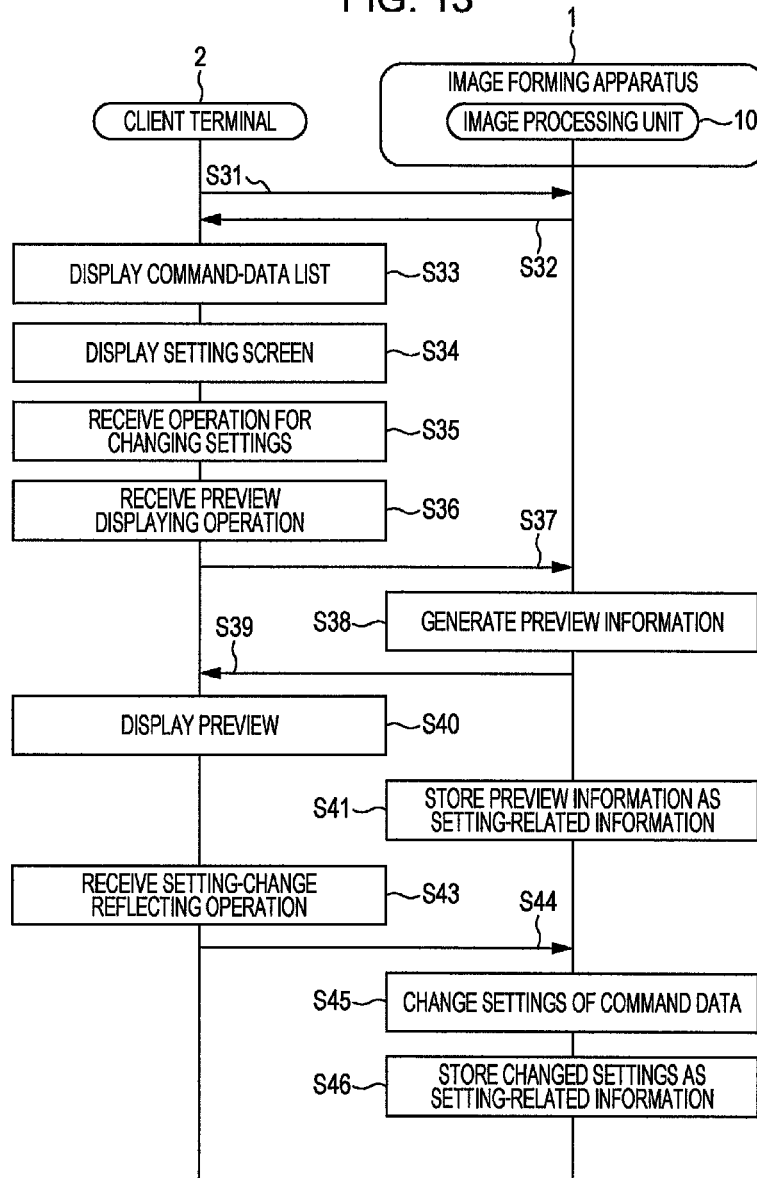 FIG. 13
1
2
IMAGE FORMING APPARATUS
CLIENT TERMINAL
IMAGE PROCESSING UNIT
10
S31
S32
DISPLAY COMMAND-DATA LIST
S33
DISPLAY SETTING SCREEN
S34
RECEIVE OPERATION FOR
CHANGING SETTINGS
S35
RECEIVE PREVIEW
DISPLAYING OPERATION
S36
S37
S38
GENERATE PREVIEW INFORMATION
S39
DISPLAY PREVIEW
S40
S41
STORE PREVIEW INFORMATION AS
SETTING-RELATED INFORMATION
RECEIVE SETTING-CHANGE
REFLECTING OPERATION
S43
S44
S45
CHANGE SETTINGS OF COMMAND DATA
S46
STORE CHANGED SETTINGS AS
SETTING-RELATED INFORMATION